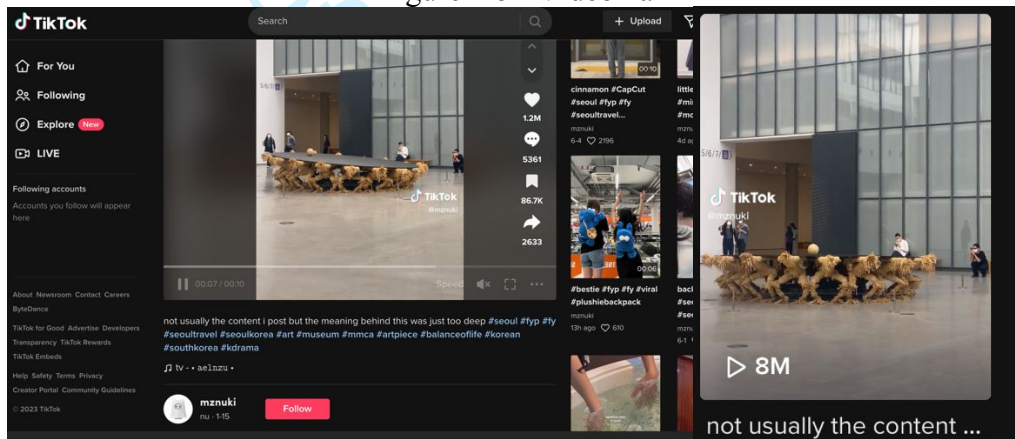 TikTok
Search
+ Upload
For You
Following
Explore New
LIVE
Following accounts
Accounts you follow will appear
here
About Newsroom Contact Careers
ByteDance
TikTok for Good Advertise Developers
Transparency TikTok Rewards
TikTok Embeds
Help Safety Terms Privacy
Creator Portal Community Guidelines
© 2023 TikTok
5/6/7/
TikTok
@mznuki
00:07 / 00:10
Speed
1.2M
5361
86.7K
2633
not usually the content i post but the meaning behind this was just too deep #seoul #fyp #fy
#seoultravel #seoulkorea #art #museum #mmca #artpiece #balanceoflife #korean
#southkorea #kdrama
tv - • aelnzu •
mznuki
nu · 1-15
Follow
00:10
cinnamon #CapCut
#seoul #fyp #fy
#seoultravel...
mznuki
6-4 2196
00:06
#bestie #fyp #fy #viral
#plushiebackpack
mznuki
13h ago 610
5/6/7/
TikTok
@mznuki
8M
not usually the content ...